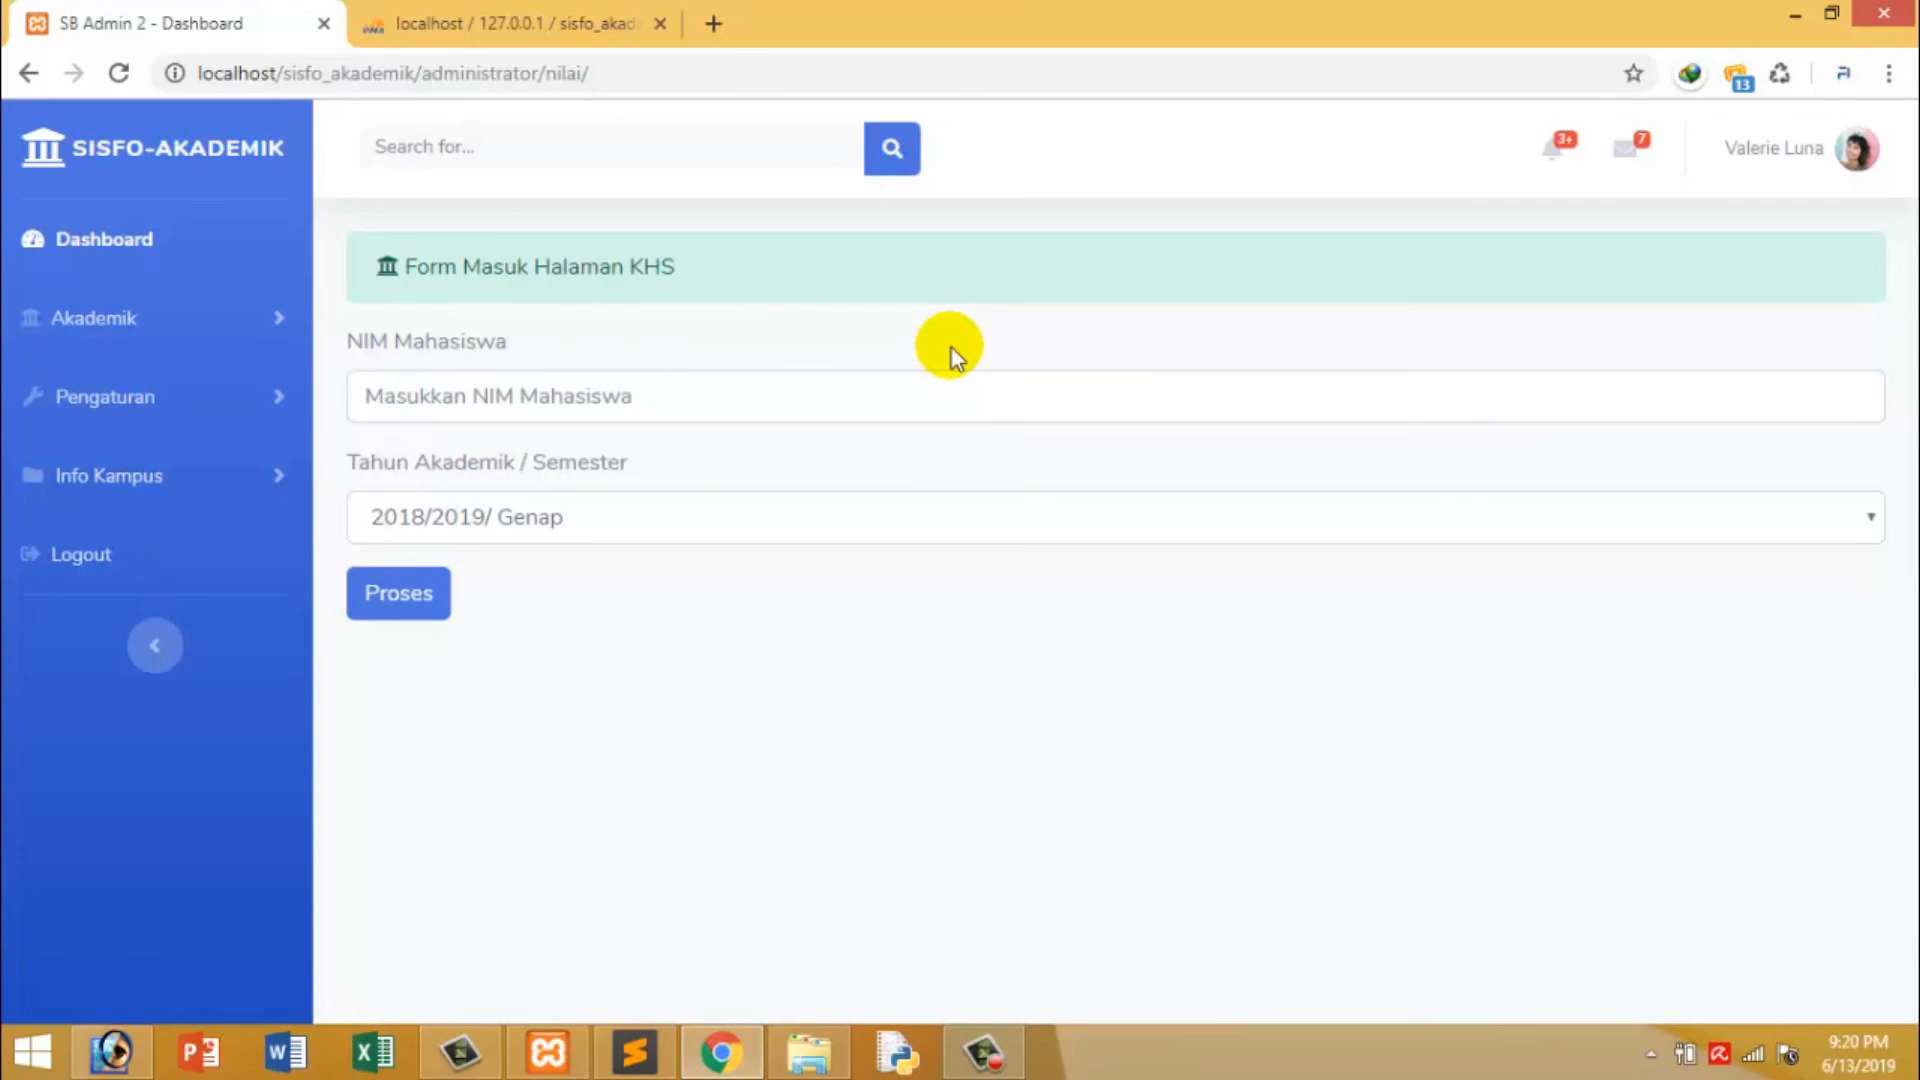 SB Admin 2 - Dashboard
localhost / 127.0.0.1 / sisfo_akad
localhost/sisfo_akademik/administrator/nilai/
13
SISFO-AKADEMIK
Search for...
3+
7
Valerie Luna
Dashboard
Akademik
Pengaturan
Info Kampus
Logout
Form Masuk Halaman KHS
NIM Mahasiswa
Masukkan NIM Mahasiswa
Tahun Akademik / Semester
2018/2019/ Genap
Proses
9:20 PM
6/13/2019